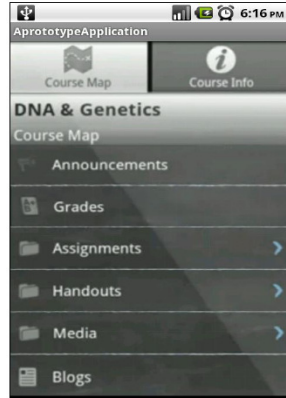 6:16 PM
AprototypeApplication
Course Map
Course Info
DNA & Genetics
Course Map
Announcements
Grades
Assignments
Handouts
Media
Blogs